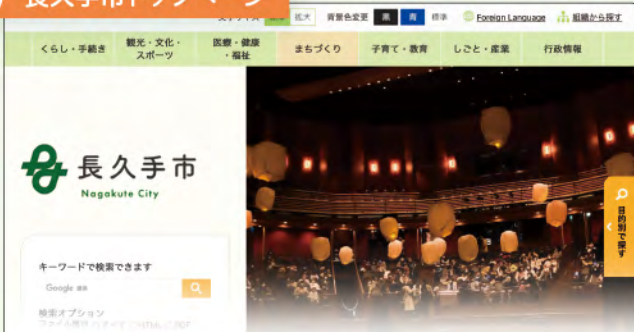 長久手市トップページ
拡大 背景色変更 黒 青 標準 Foreign Language 組織から探す
くらし・手続き 観光・文化・スポーツ 医療・健康・福祉 まちづくり 子育て・教育 しごと・産業 行政情報
長久手市
Nagakute City
目的別で探す
キーワードで検索できます
Google
検索オプション